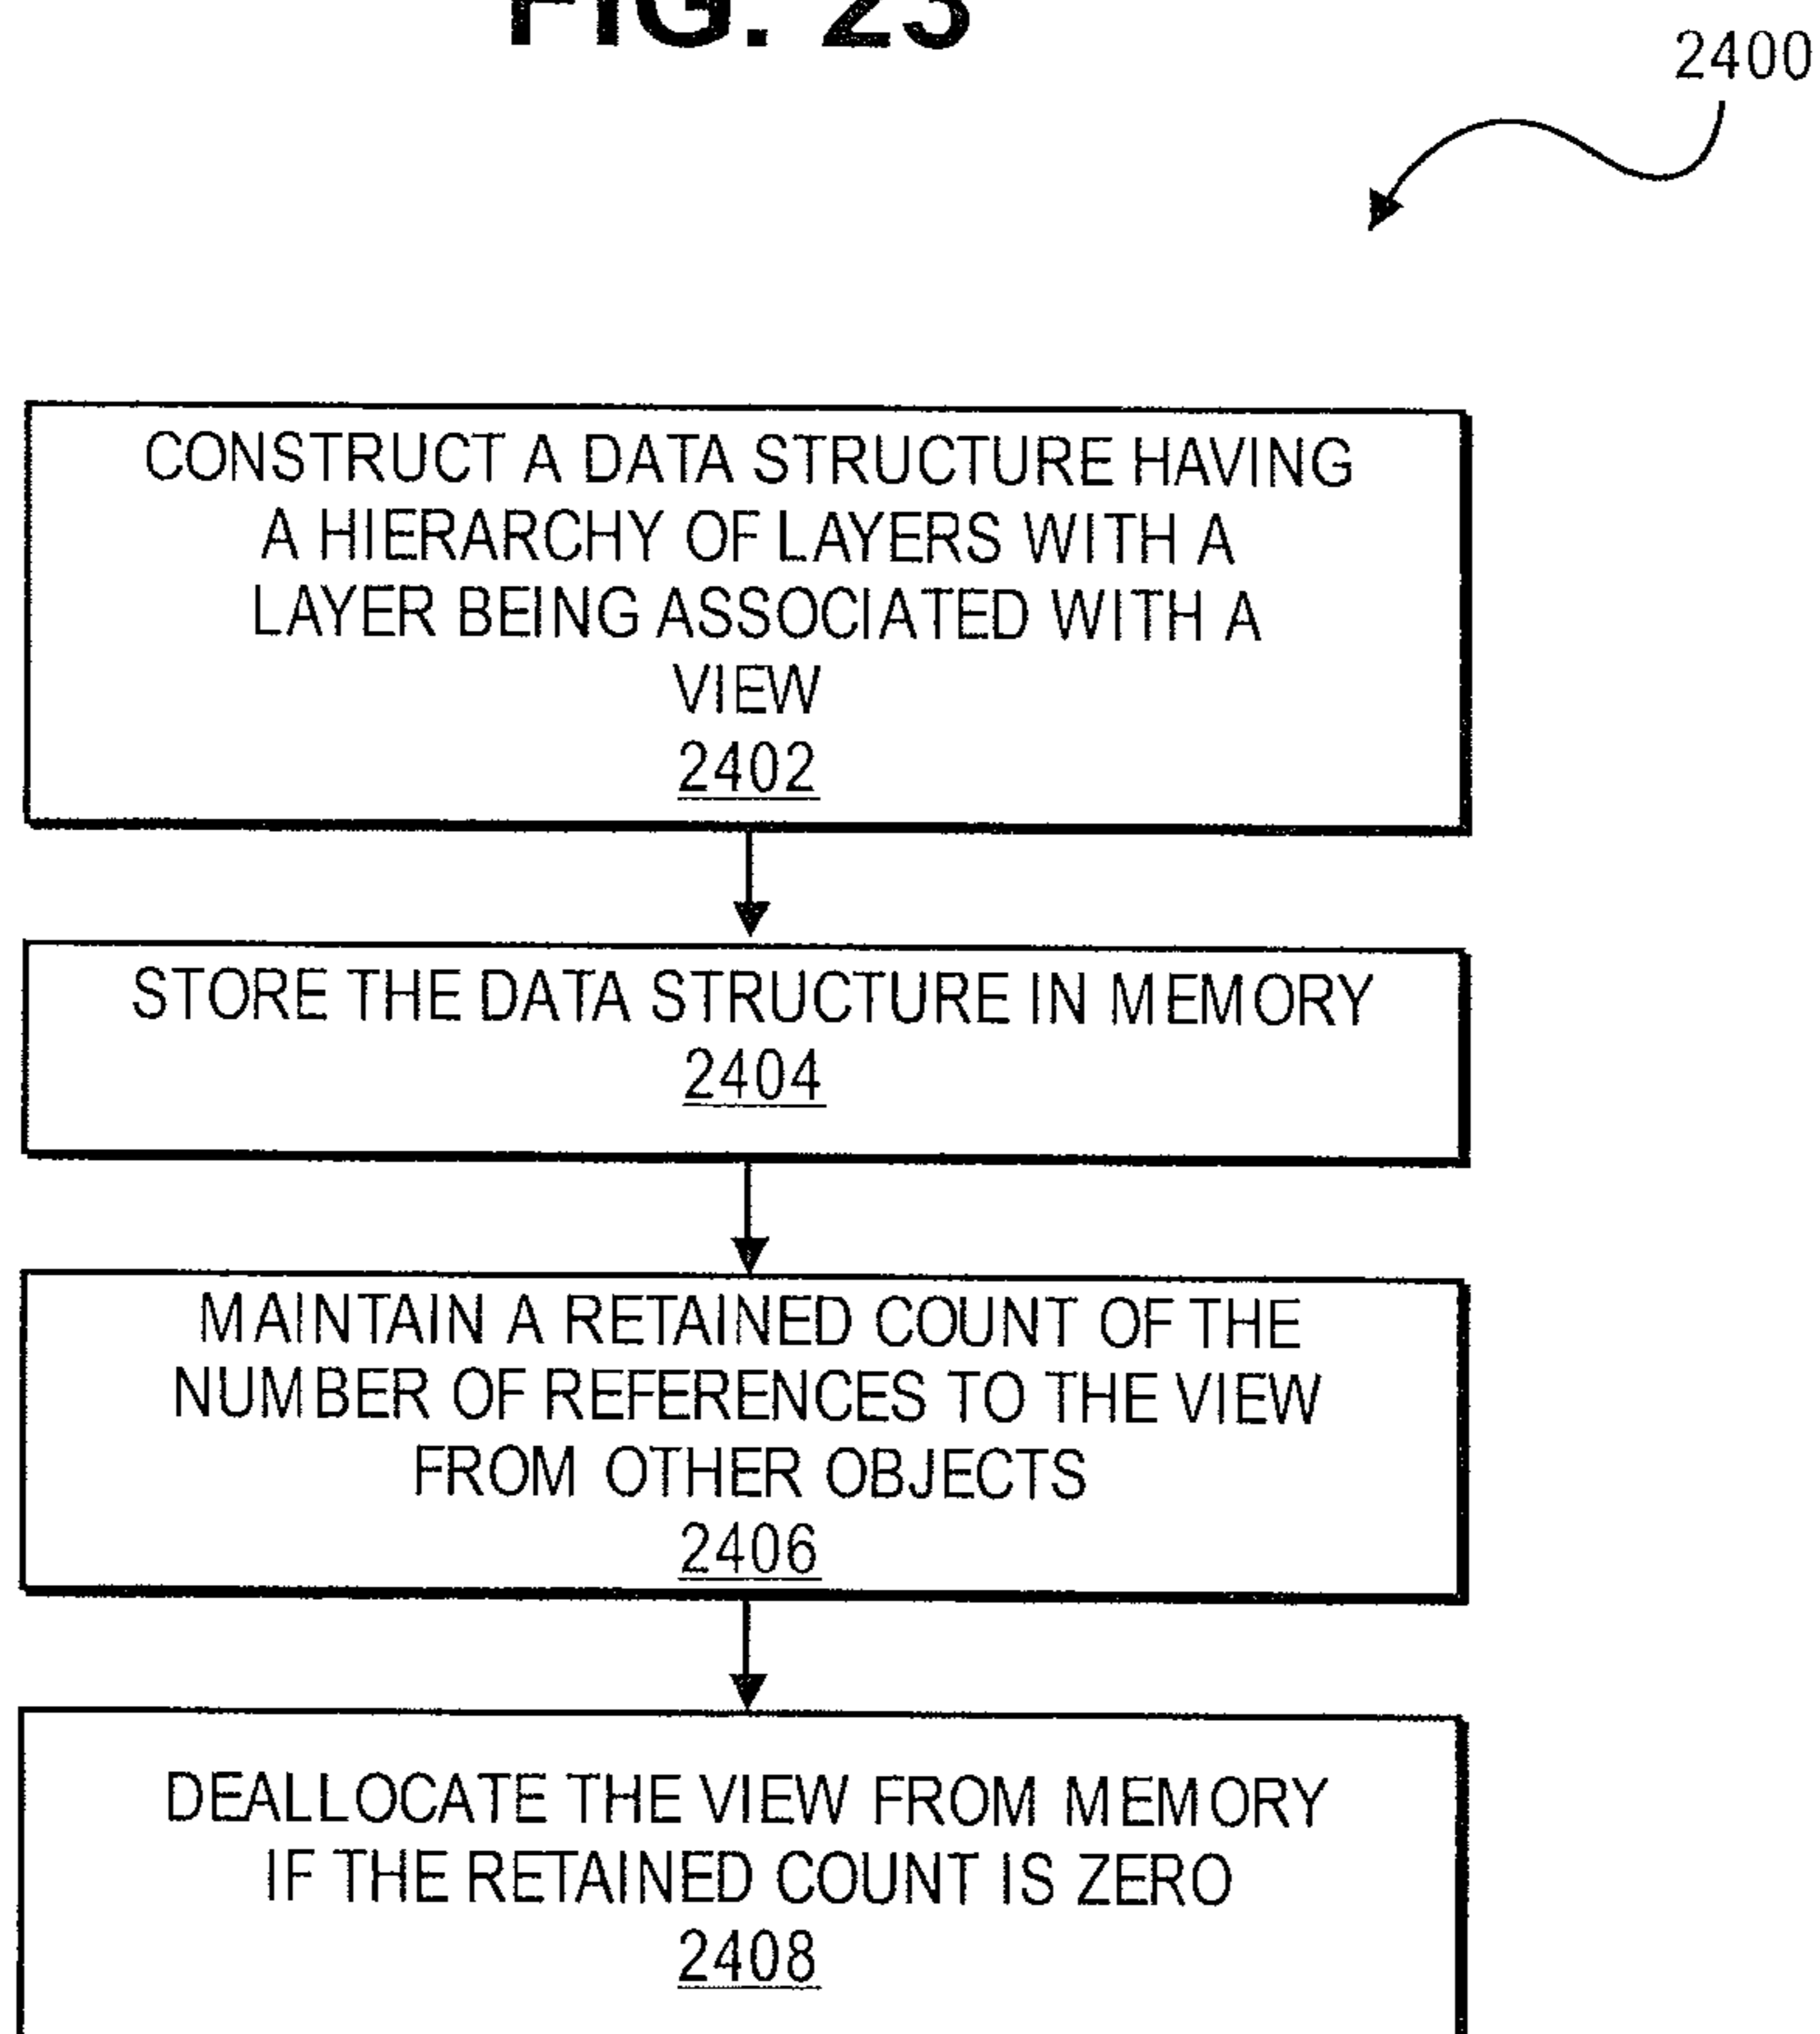 FIG. 23
2400
CONSTRUCT A DATA STRUCTURE HAVING
A HIERARCHY OF LAYERS WITH A
LAYER BEING ASSOCIATED WITH A
VIEW
2402
STORE THE DATA STRUCTURE IN MEMORY
2404
MAINTAIN A RETAINED COUNT OF THE
NUMBER OF REFERENCES TO THE VIEW
FROM OTHER OBJECTS
2406
DEALLOCATE THE VIEW FROM MEMORY
IF THE RETAINED COUNT IS ZERO
2408